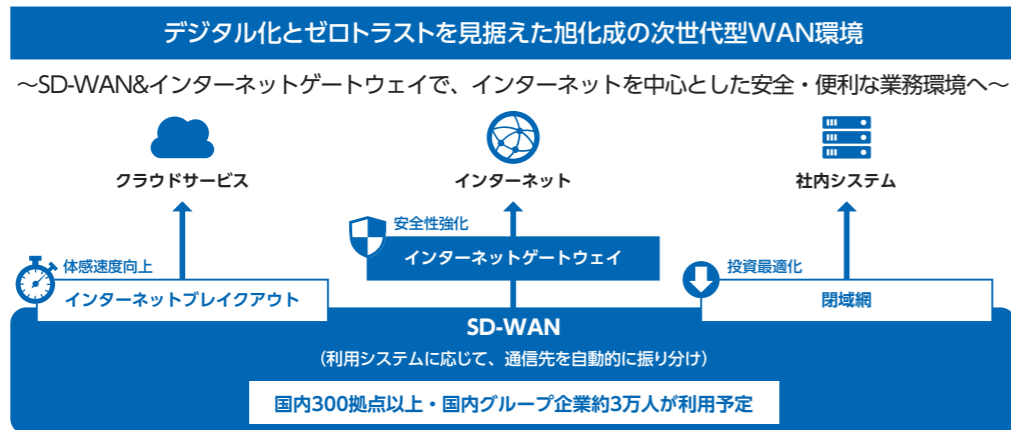 デジタル化とゼロトラストを見据えた旭化成の次世代型WAN環境
～SD-WAN&インターネットゲートウェイで、インターネットを中心とした安全・便利な業務環境へ～
クラウドサービス
インターネット
社内システム
安全性強化
インターネットゲートウェイ
体感速度向上
インターネットブレイクアウト
投資最適化
閉域網
SD-WAN
（利用システムに応じて、通信先を自動的に振り分け）
国内300拠点以上・国内グループ企業約3万人が利用予定